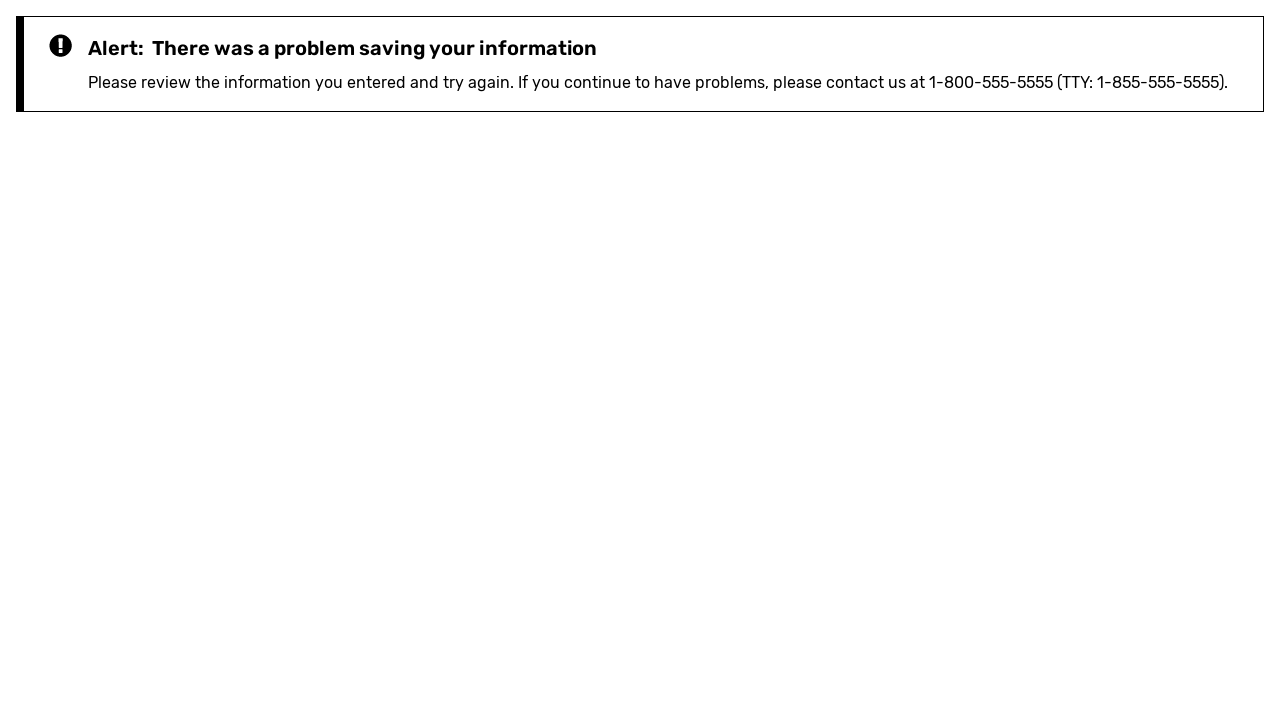 Alert: There was a problem saving your information
Please review the information you entered and try again. If you continue to have problems, please contact us at 1-800-555-5555 (TTY: 1-855-555-5555).